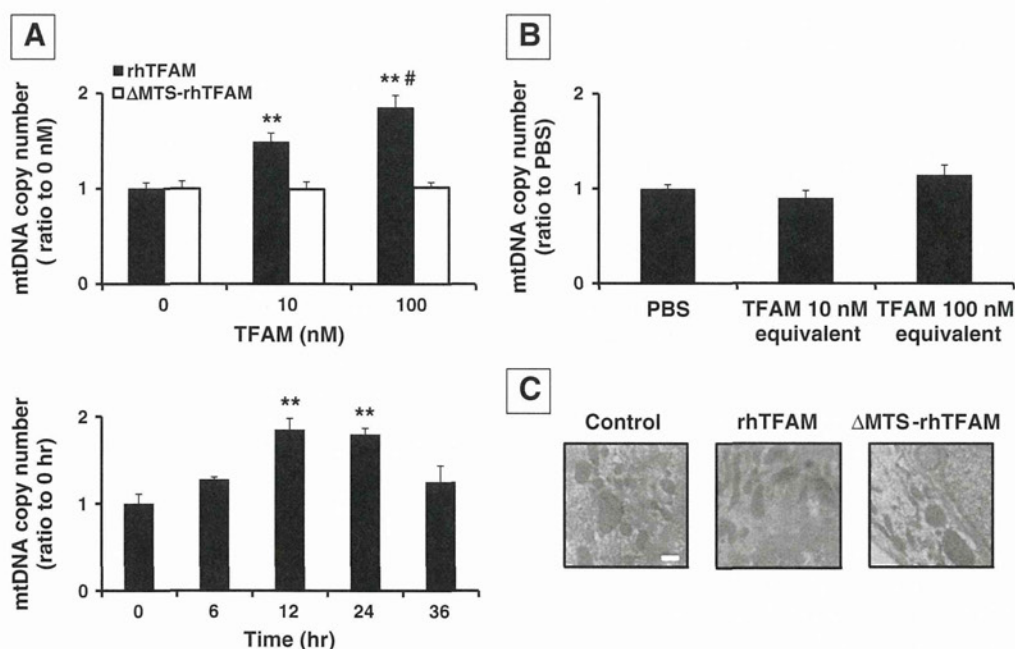 A
rhTFAM
ΔMTS-rhTFAM
mtDNA copy number
( ratio to 0 nM)
2
1
0
**
** #
0 10 100
TFAM (nM)
mtDNA copy number
(ratio to 0 hr)
2
1
0
** **
0 6 12 24 36
Time (hr)
B
mtDNA copy number
(ratio to PBS)
2
1
0
PBS
TFAM 10 nM
equivalent
TFAM 100 nM
equivalent
C
Control
rhTFAM
ΔMTS-rhTFAM